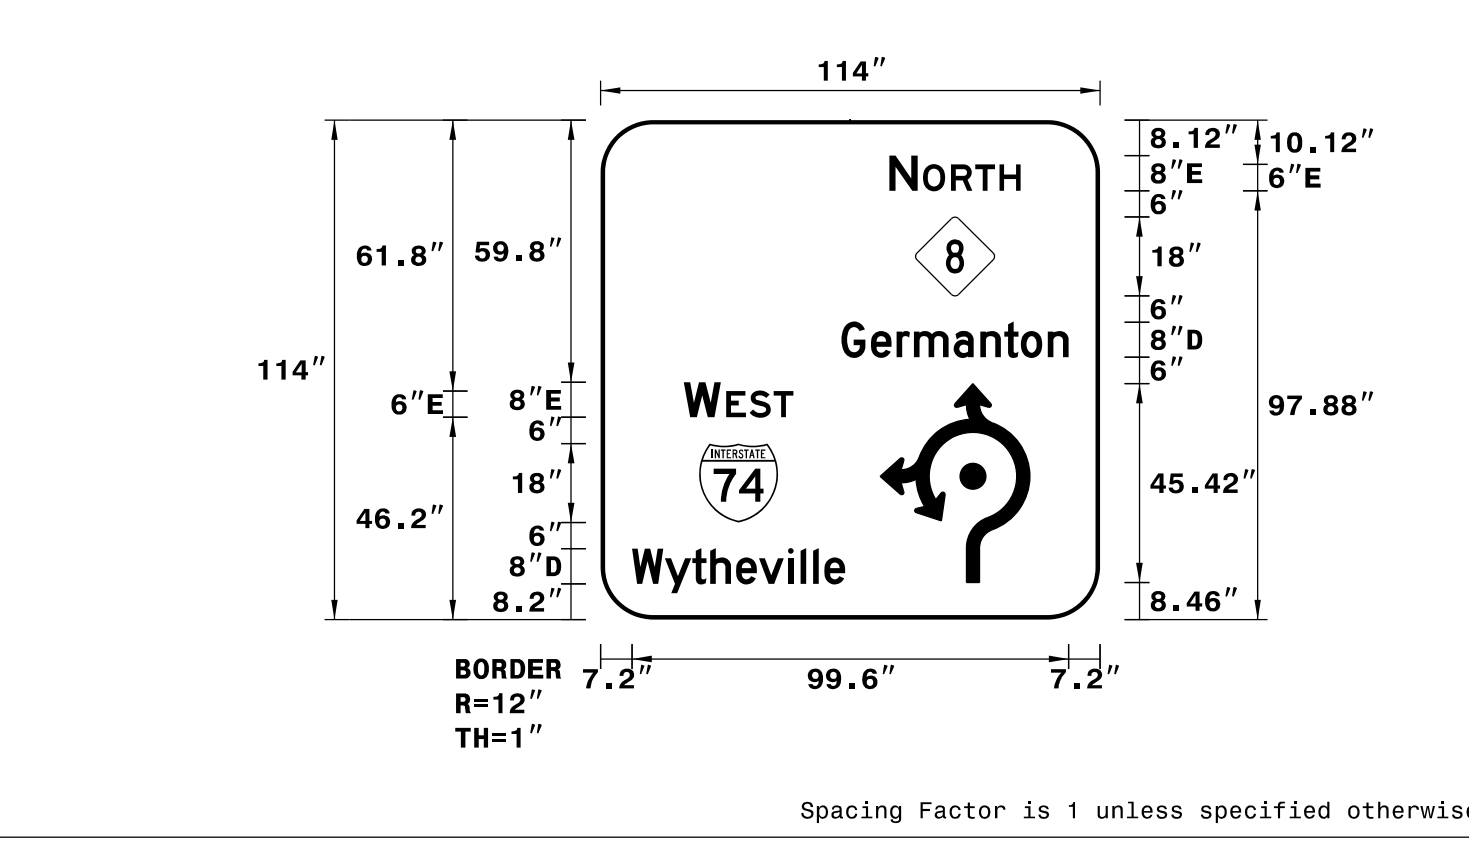 114″
8.12″
10.12″
NORTH
8″E
6″E
6″
61.8″
59.8″
8
18″
6″
Germanton
8″D
114″
6″
6″E
8″E
WEST
97.88″
6″
INTERSTATE
74
18″
45.42″
46.2″
6″
8″D
Wytheville
8.2″
8.46″
BORDER
7.2″
99.6″
7.2″
R=12″
TH=1″
Spacing Factor is 1 unless specified otherwise